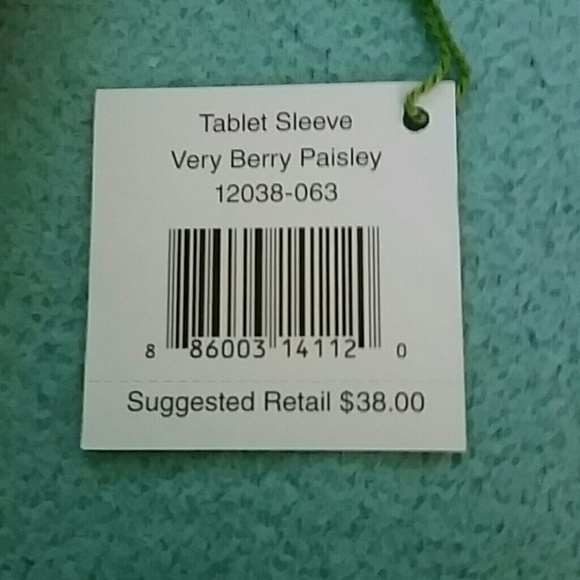 Tablet Sleeve
Very Berry Paisley
12038-063
8 86003 14112 0
Suggested Retail $38.00